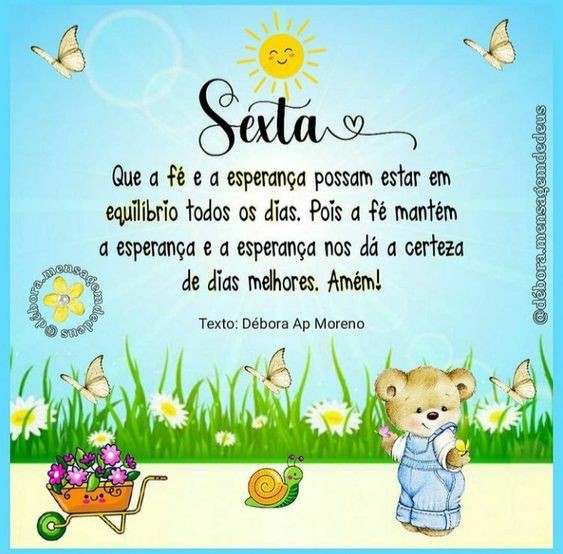 Sexta
Que a fé e a esperança possam estar em
equilíbrio todos os dias. Pois a fé mantém
a esperança e a esperança nos dá a certeza
de dias melhores. Amém!
Texto: Débora Ap Moreno
@débora.mensagemdedeus
@débora.mensagemdedeus